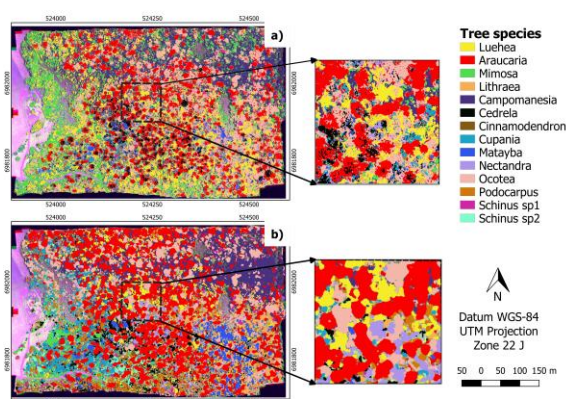 524000
524250
524500
a)
6982000
6982000
6981800
6981800
524000
524250
524500
b)
6982000
6982000
6981800
6981800
Tree species
Luehea
Araucaria
Mimosa
Lithraea
Campomanesia
Cedrela
Cinnamodendron
Cupania
Matayba
Nectandra
Ocotea
Podocarpus
Schinus sp1
Schinus sp2
N
Datum WGS-84
UTM Projection
Zone 22 J
50 0 50 100 150 m